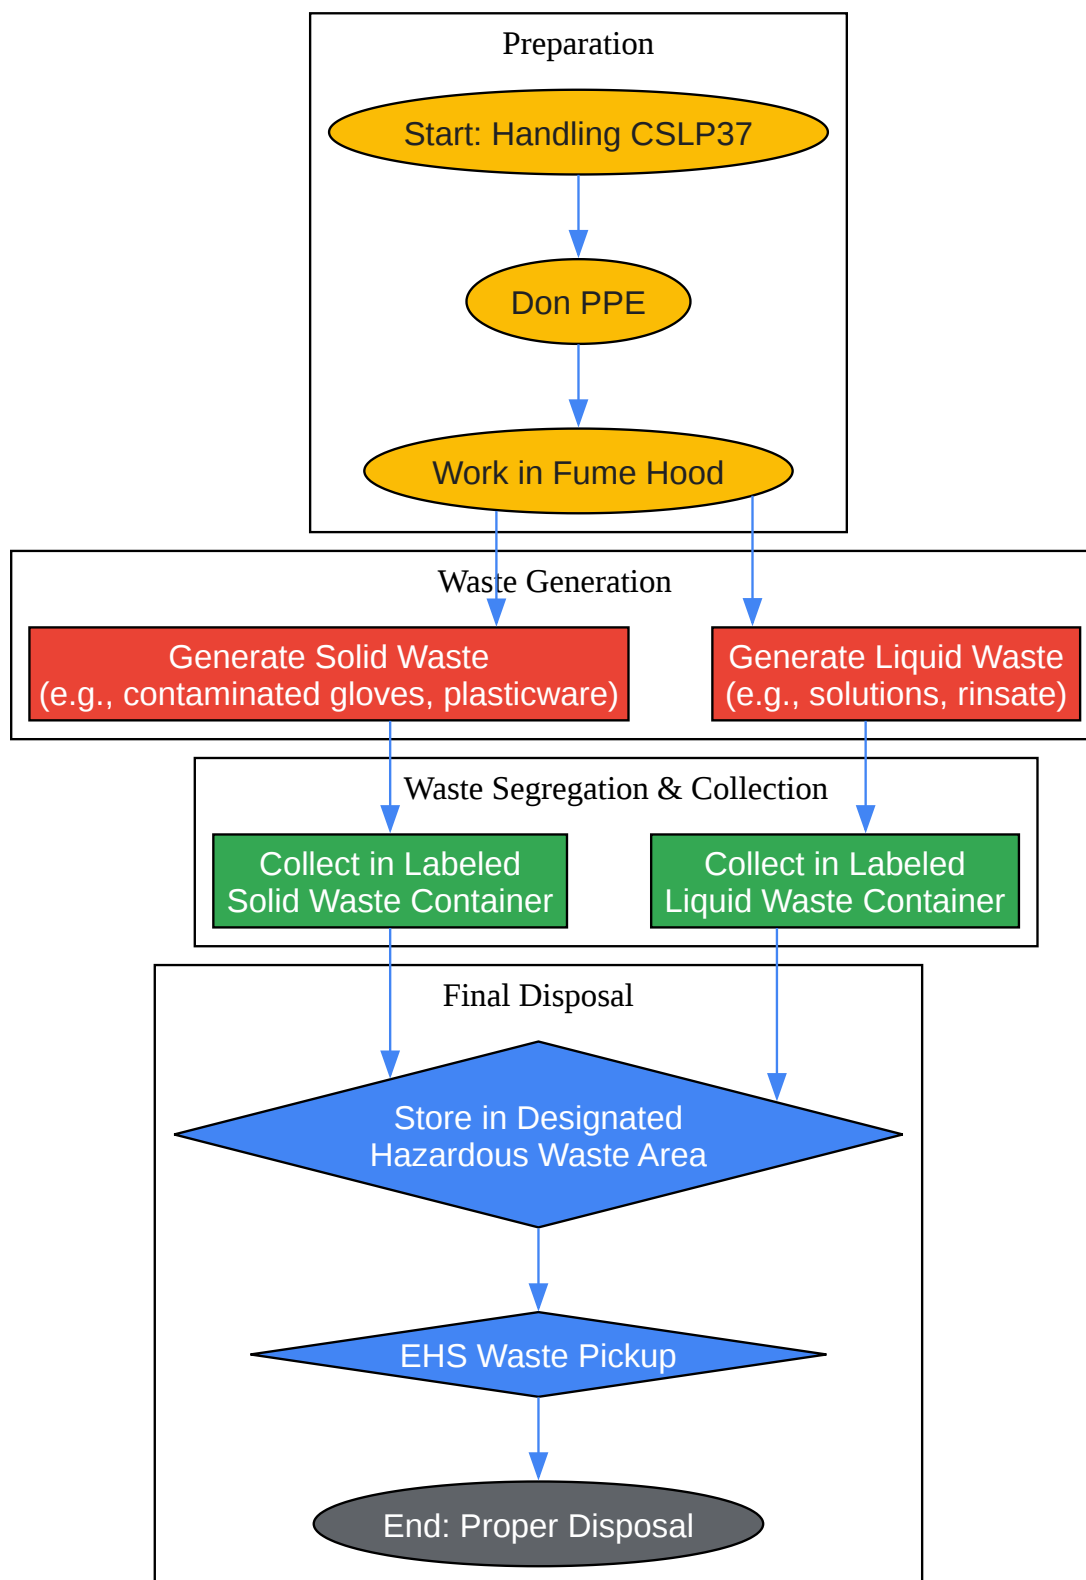 Preparation
Start: Handling CSLP37
Don PPE
Work in Fume Hood
Waste Generation
Generate Solid Waste
(e.g., contaminated gloves, plasticware)
Generate Liquid Waste
(e.g., solutions, rinsate)
Waste Segregation & Collection
Collect in Labeled
Solid Waste Container
Collect in Labeled
Liquid Waste Container
Final Disposal
Store in Designated
Hazardous Waste Area
EHS Waste Pickup
End: Proper Disposal